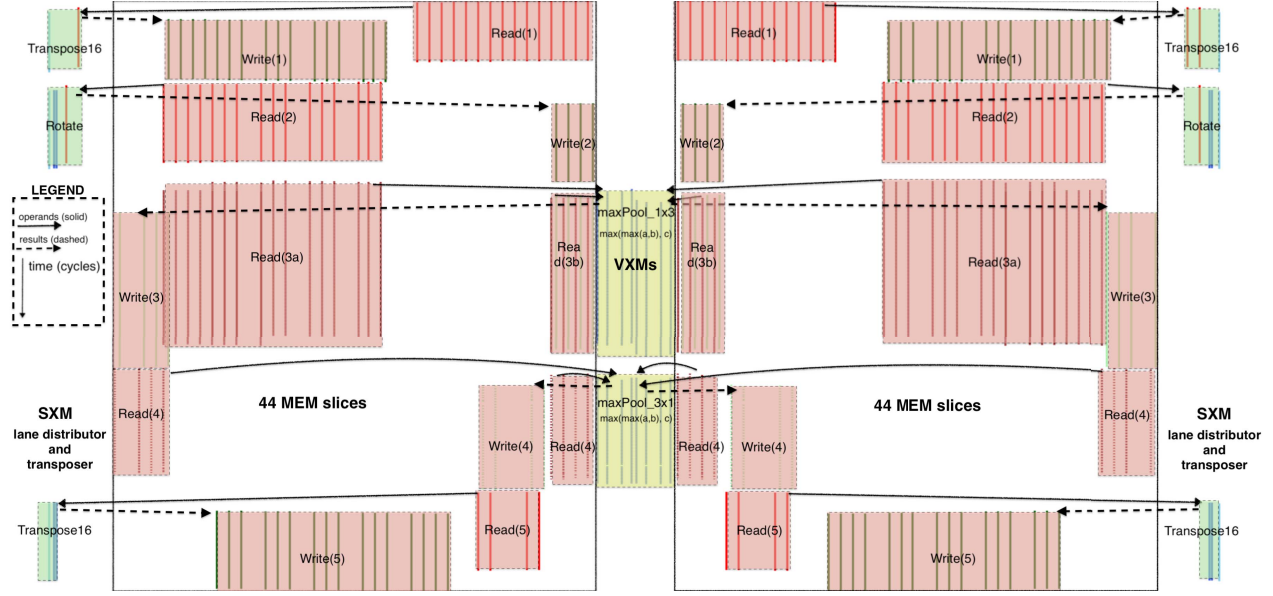 Transpose16
Write(1)
Read(1)
Read(1)
Write(1)
Transpose16
Rotate
Read(2)
Write(2)
Write(2)
Read(2)
Rotate
LEGEND
operands (solid)
results (dashed)
time (cycles)
Write(3)
Read(3a)
Rea
d(3b)
maxPool_1x3
max(max(a,b), c)
VXMs
Rea
d(3b)
Read(3a)
Write(3)
SXM
lane distributor
and
transposer
Read(4)
44 MEM slices
Write(4)
Read(4)
maxPool_3x1
max(max(a,b), c)
Read(4)
Write(4)
44 MEM slices
Read(4)
SXM
lane distributor
and
transposer
Transpose16
Write(5)
Read(5)
Read(5)
Write(5)
Transpose16